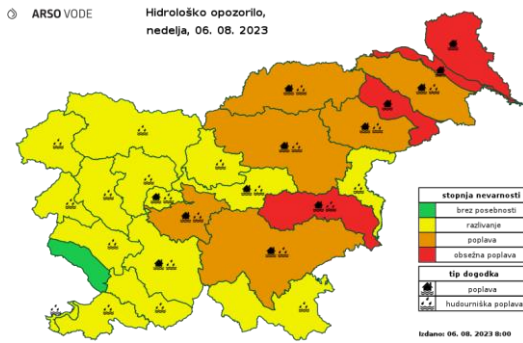 ARSO VODE
Hidrološko opozorilo,
nedelja, 06. 08. 2023
stopnja nevarnosti
brez posebnosti
razlivanje
poplava
obsežna poplava
tip dogodka
poplava
hudourniška poplava
Izdano: 06. 08. 2023 8:00